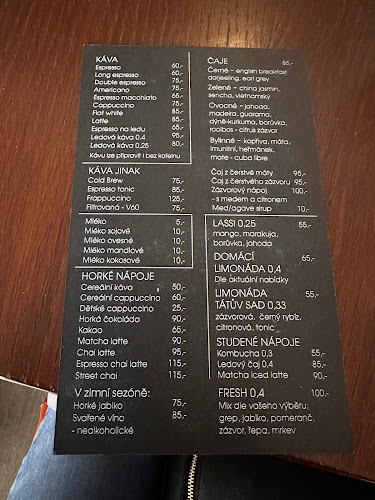 KÁVA
Espresso 60,-
Long espresso 60,-
Double espresso 75,-
Americano 75,-
Espresso macchiato 65,-
Cappuccino 75,-
Flat white 85,-
Latte 85,-
Espresso na ledu 65,-
Ledová káva 0,4 95,-
Ledová káva 0,25 80,-
Kávu lze připravit i bez kofeinu
KÁVA JINAK
Cold Brew 75,-
Espresso tonic 85,-
Frappuccino 125,-
Filtrovaná - V60 75,-
Mléko 5,-
Mléko sojové 10,-
Mléko ovesné 10,-
Mléko mandlové 10,-
Mléko kokosové 10,-
HORKÉ NÁPOJE
Cereální káva 50,-
Cereální cappuccino 60,-
Dětské cappuccino 25,-
Horká čokoláda 90,-
Kakao 65,-
Matcha latte 95,-
Chai latte 95,-
Espresso chai latte 115,-
Street chai 115,-
V zimní sezóně:
Horké jablko 75,-
Svařené víno 85,-
- nealkoholické
ČAJE 85,-
Černé - english breakfast
darjeeling, earl grey
Zelené - china jasmin,
sencha, vietnamský
Ovocné - jahoda,
madeira, guarama,
dýně-kurkuma, borůvka,
rooibos - citrus zázvor
Bylinné - kopřiva, máta,
imunitní, heřmánek,
mate - cuba libre
Čaj z čerstvé máty 95,-
Čaj z čerstvého zázvoru 95,-
Zázvorový nápoj 100,-
- s medem a citronem
Med/agave sirup 10,-
LASSI 0,25 55,-
mango, marakuja,
borůvka, jahoda
DOMÁCÍ
LIMONÁDA 0,4 65,-
Dle aktuální nabídky
LIMONÁDA
TÁTŮV SAD 0,33 55,-
zázvorová, černý rybíz,
citronová, tonic
STUDENÉ NÁPOJE
Kombucha 0,3 55,-
Ledový čaj 0,4 85,-
Matcha iced latte 90,-
FRESH 0,4 100,-
Mix dle vašeho výběru:
grep, jablko, pomeranč,
zázvor, řepa, mrkev